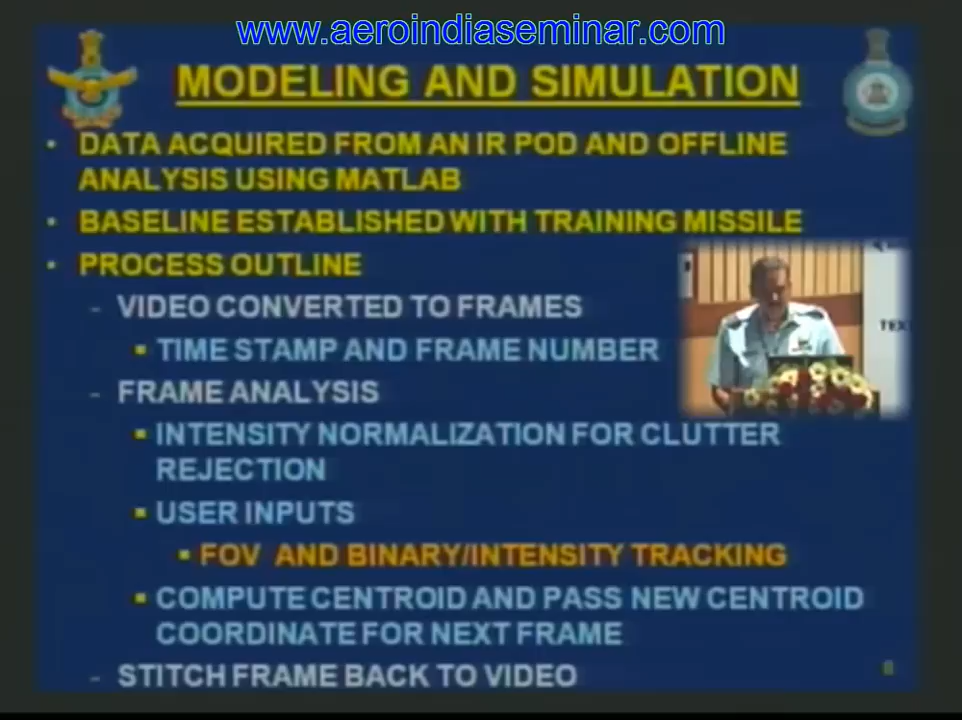 www.aeroindiaseminar.com
MODELING AND SIMULATION
• DATA ACQUIRED FROM AN IR POD AND OFFLINE
ANALYSIS USING MATLAB
• BASELINE ESTABLISHED WITH TRAINING MISSILE
• PROCESS OUTLINE
- VIDEO CONVERTED TO FRAMES
▪ TIME STAMP AND FRAME NUMBER
TEX
- FRAME ANALYSIS
▪ INTENSITY NORMALIZATION FOR CLUTTER
REJECTION
▪ USER INPUTS
▪ FOV AND BINARY/INTENSITY TRACKING
▪ COMPUTE CENTROID AND PASS NEW CENTROID
COORDINATE FOR NEXT FRAME
- STITCH FRAME BACK TO VIDEO